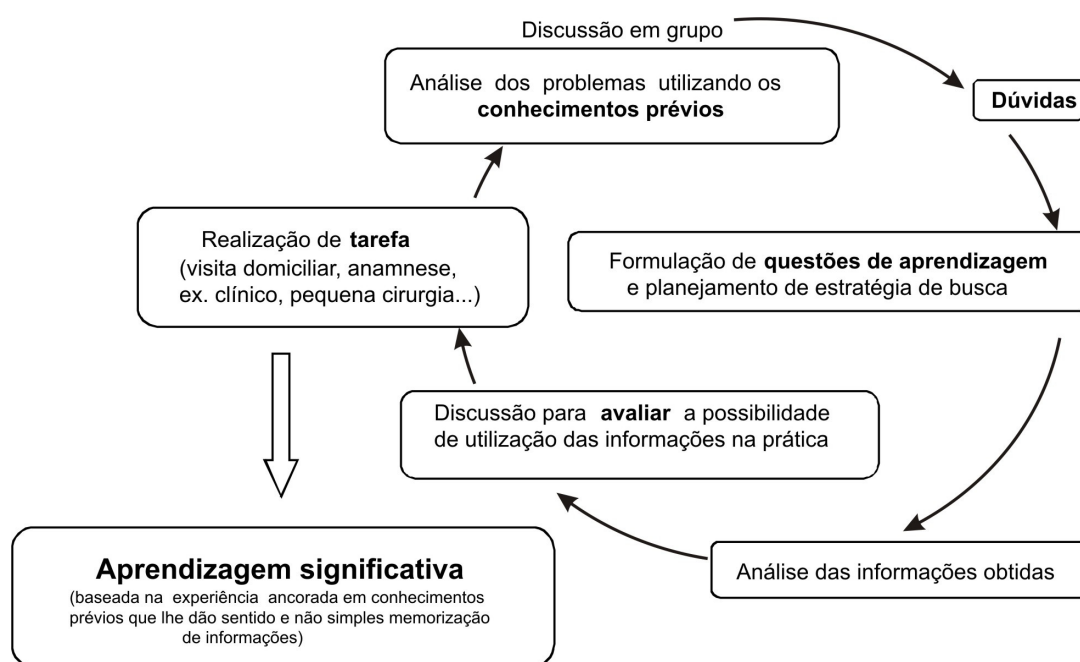 Discussão em grupo
Análise dos problemas utilizando os
conhecimentos prévios
Dúvidas
Realização de tarefa
(visita domiciliar, anamnese,
ex. clínico, pequena cirurgia...)
Formulação de questões de aprendizagem
e planejamento de estratégia de busca
Discussão para avaliar a possibilidade
de utilização das informações na prática
Análise das informações obtidas
Aprendizagem significativa
(baseada na experiência ancorada em conhecimentos
prévios que lhe dão sentido e não simples memorização
de informações)